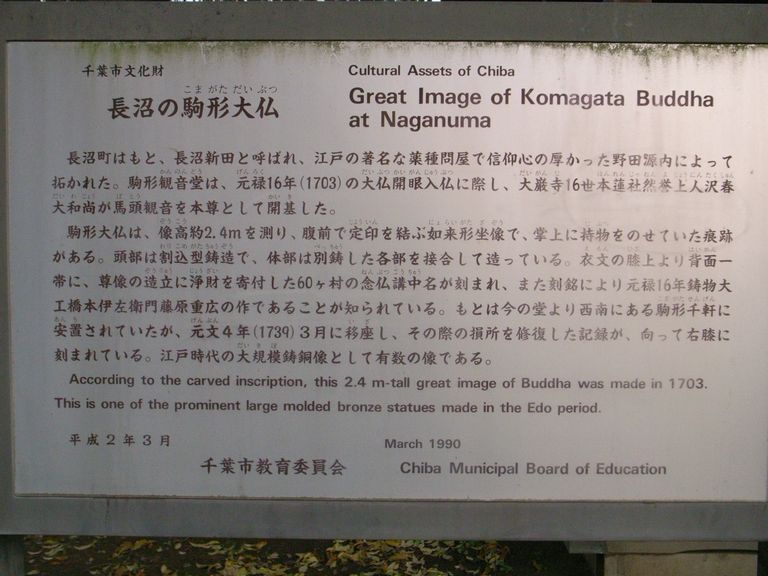 千葉市文化財
長沼の駒形大仏
Cultural Assets of Chiba
Great Image of Komagata Buddha
at Naganuma
長沼町はもと、長沼新田と呼ばれ、江戸の著名な薬種問屋で信仰心の厚かった野田源内によって
拓かれた。駒形観音堂は、元禄16年(1703)の大仏開眼入仏に際し、大巌寺16世本蓮社然誉上人沢春
大和尚が馬頭観音を本尊として開基した。
駒形大仏は、像高約2.4mを測り、腹前で定印を結ぶ如来形坐像で、掌上に持物をのせていた痕跡
がある。頭部は割込型鋳造で、体部は別鋳した各部を接合して造っている。衣文の膝上より背面一
帯に、尊像の造立に浄財を寄付した60ヶ村の念仏講中名が刻まれ、また刻銘により元禄16年鋳物大
工橋本伊左衛門藤原重広の作であることが知られている。もとは今の堂より西南にある駒形千軒に
安置されていたが、元文4年(1739)3月に移座し、その際の損所を修復した記録が、向って右膝に
刻まれている。江戸時代の大規模鋳銅像として有数の像である。
According to the carved inscription, this 2.4 m-tall great image of Buddha was made in 1703.
This is one of the prominent large molded bronze statues made in the Edo period.
平成2年3月
March 1990
千葉市教育委員会
Chiba Municipal Board of Education